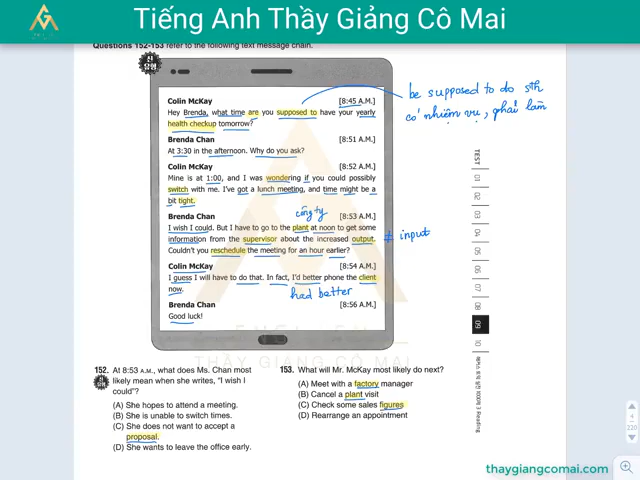 Tiếng Anh Thầy Giảng Cô Mai
Questions 152-153 refer to the following text message chain.
Colin McKay [8:45 A.M.]
Hey Brenda, what time are you supposed to have your yearly
health checkup tomorrow?
be supposed to do sth
có nhiệm vụ, phải làm
Brenda Chan [8:51 A.M.]
At 3:30 in the afternoon. Why do you ask?
Colin McKay [8:52 A.M.]
Mine is at 1:00, and I was wondering if you could possibly
switch with me. I've got a lunch meeting, and time might be a
bit tight.
công ty
Brenda Chan [8:53 A.M.]
I wish I could. But I have to go to the plant at noon to get some
information from the supervisor about the increased output.
≠ input
Couldn't you reschedule the meeting for an hour earlier?
Colin McKay [8:54 A.M.]
I guess I will have to do that. In fact, I'd better phone the client
now.
had better
Brenda Chan [8:56 A.M.]
Good luck!
THẦY GIẢNG CÔ MAI
TEST
01
02
03
04
05
06
07
08
09
10
152. At 8:53 A.M., what does Ms. Chan most
likely mean when she writes, "I wish I
could"?
(A) She hopes to attend a meeting.
(B) She is unable to switch times.
(C) She does not want to accept a
proposal.
(D) She wants to leave the office early.
153. What will Mr. McKay most likely do next?
(A) Meet with a factory manager
(B) Cancel a plant visit
(C) Check some sales figures
(D) Rearrange an appointment
4
220
thaygiangcomai.com